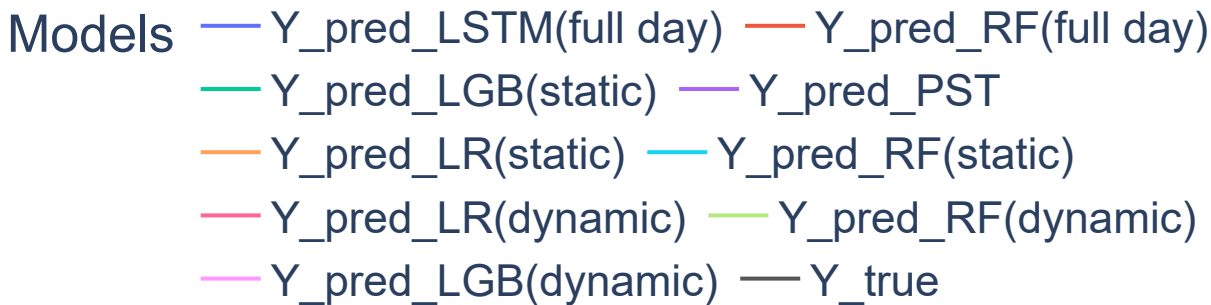 Models Y_pred_LSTM(full day) Y_pred_RF(full day)
Y_pred_LGB(static) Y_pred_PST
Y_pred_LR(static) Y_pred_RF(static)
Y_pred_LR(dynamic) Y_pred_RF(dynamic)
Y_pred_LGB(dynamic) Y_true